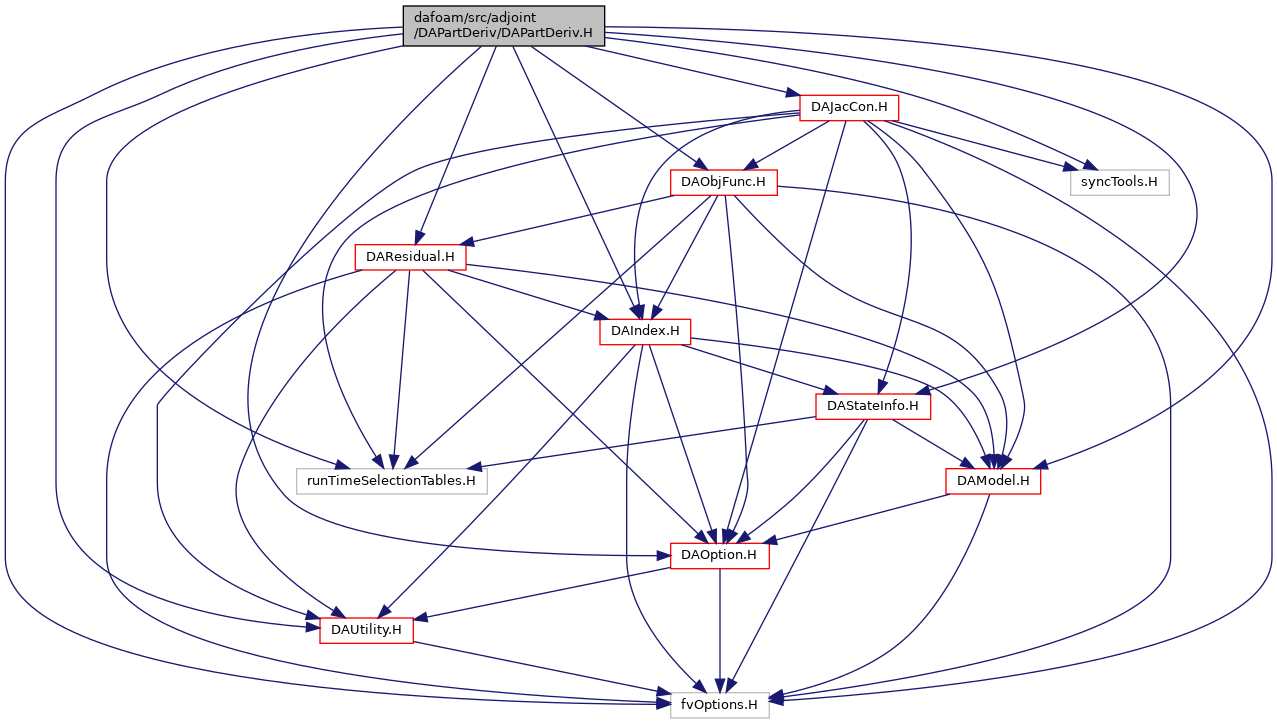 dafoam/src/adjoint
/DAPartDeriv/DAPartDeriv.H
DAJacCon.H
DAObjFunc.H
syncTools.H
DAResidual.H
DAIndex.H
DAStateInfo.H
runTimeSelectionTables.H
DAModel.H
DAOption.H
DAUtility.H
fvOptions.H